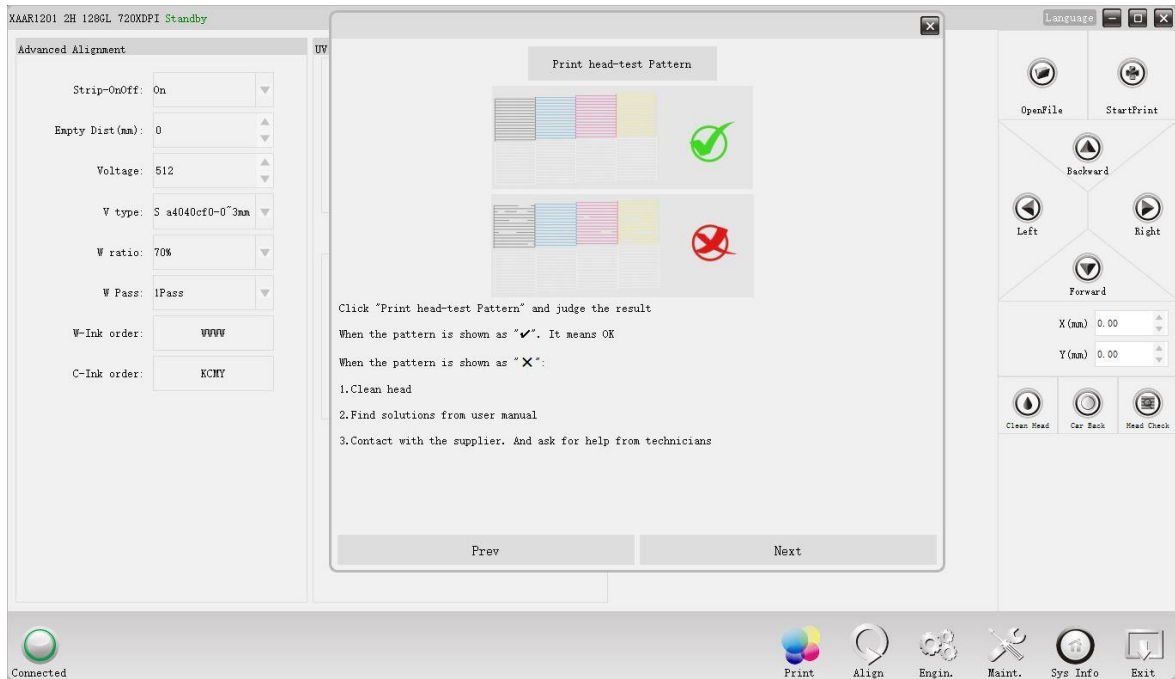 XAAR1201 2H 128GL 720XDPI Standby
Language
Advanced Alignment
UV
Strip-OnOff: On
Empty Dist(mm): 0
Voltage: 512
V type: S a4040cf0-0~3mm
W ratio: 70%
W Pass: 1Pass
W-Ink order: WWWW
C-Ink order: KCMY
Print head-test Pattern
Click "Print head-test Pattern" and judge the result
When the pattern is shown as "✔". It means OK
When the pattern is shown as "✕":
1.Clean head
2.Find solutions from user manual
3.Contact with the supplier. And ask for help from technicians
Prev
Next
OpenFile
StartPrint
Backward
Left
Right
Forward
X(mm) 0.00
Y(mm) 0.00
Clean Head
Car Back
Head Check
Connected
Print
Align
Engin.
Maint.
Sys Info
Exit